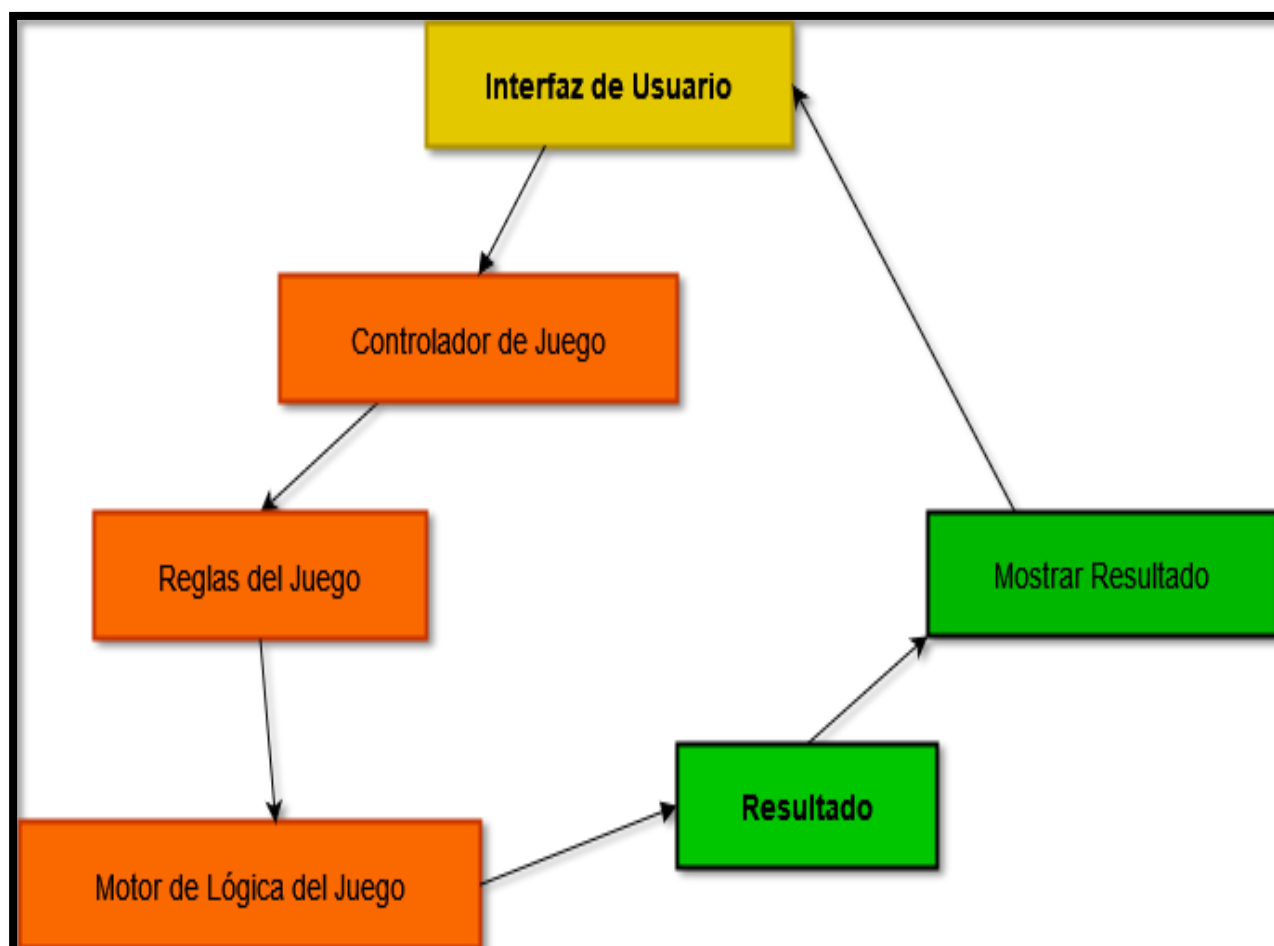 Interfaz de Usuario
Controlador de Juego
Reglas del Juego
Mostrar Resultado
Resultado
Motor de Lógica del Juego